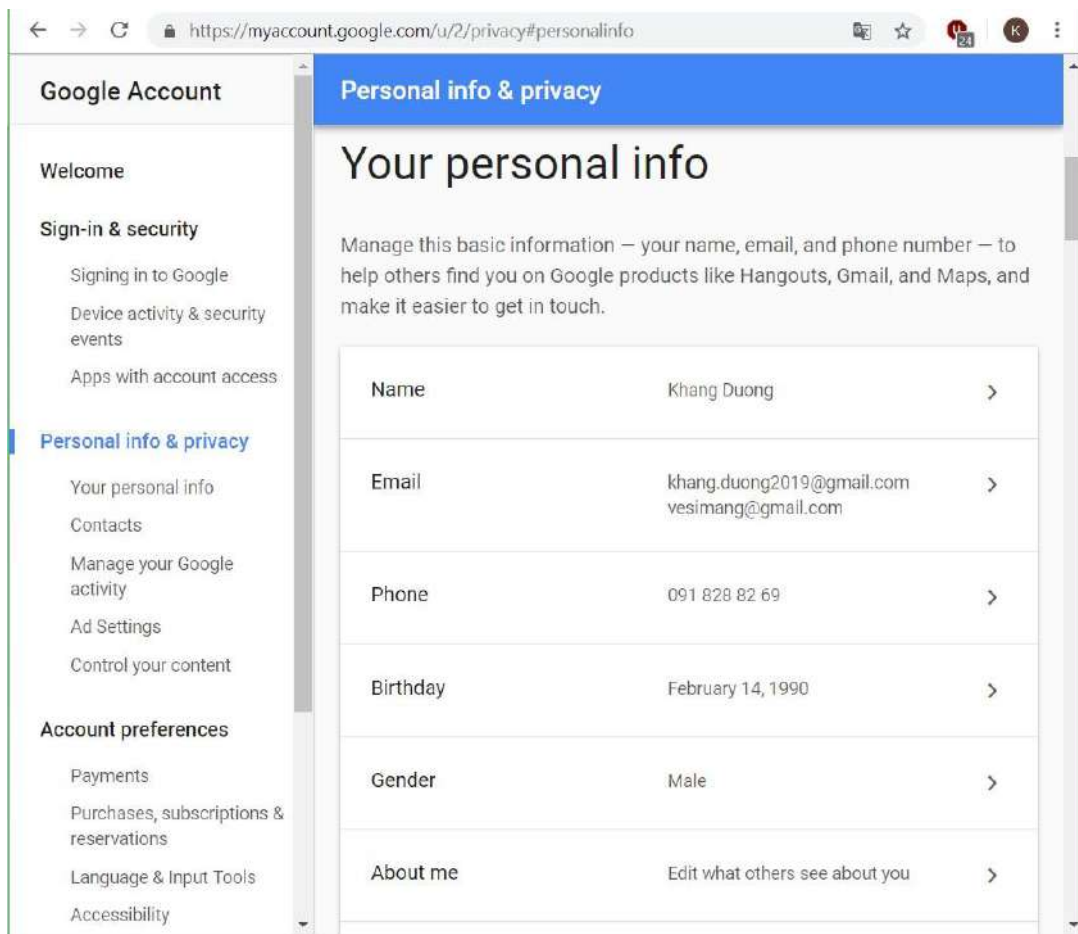 https://myaccount.google.com/u/2/privacy#personalinfo
24
K
Google Account
Welcome
Sign-in & security
Signing in to Google
Device activity & security
events
Apps with account access
Personal info & privacy
Your personal info
Contacts
Manage your Google
activity
Ad Settings
Control your content
Account preferences
Payments
Purchases, subscriptions &
reservations
Language & Input Tools
Accessibility
Personal info & privacy
Your personal info
Manage this basic information — your name, email, and phone number — to
help others find you on Google products like Hangouts, Gmail, and Maps, and
make it easier to get in touch.
Name Khang Duong
Email khang.duong2019@gmail.com
vesimang@gmail.com
Phone 091 828 82 69
Birthday February 14, 1990
Gender Male
About me Edit what others see about you